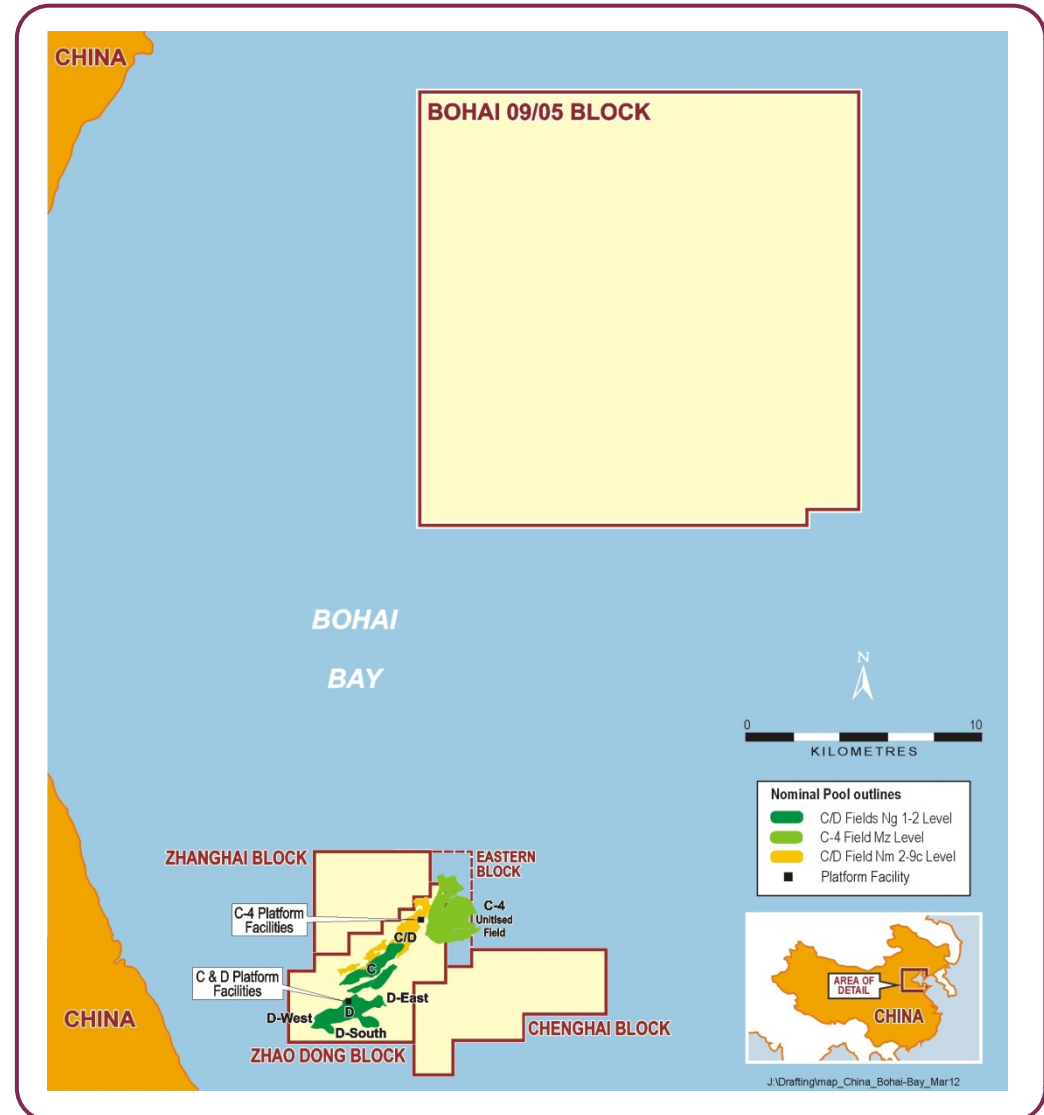 CHINA
BOHAI 09/05 BLOCK
BOHAI
BAY
N
0 10
KILOMETRES
Nominal Pool outlines
C/D Fields Ng 1-2 Level
C-4 Field Mz Level
C/D Field Nm 2-9c Level
Platform Facility
ZHANGHAI BLOCK
EASTERN
BLOCK
C-4 Platform
Facilities
C-4
Unitised
Field
C/D
C
C & D Platform
Facilities
D-East
D
D-West
D-South
CHINA
CHENGHAI BLOCK
ZHAO DONG BLOCK
AREA OF
DETAIL
CHINA
J:\Drafting\map_China_Bohai-Bay_Mar12